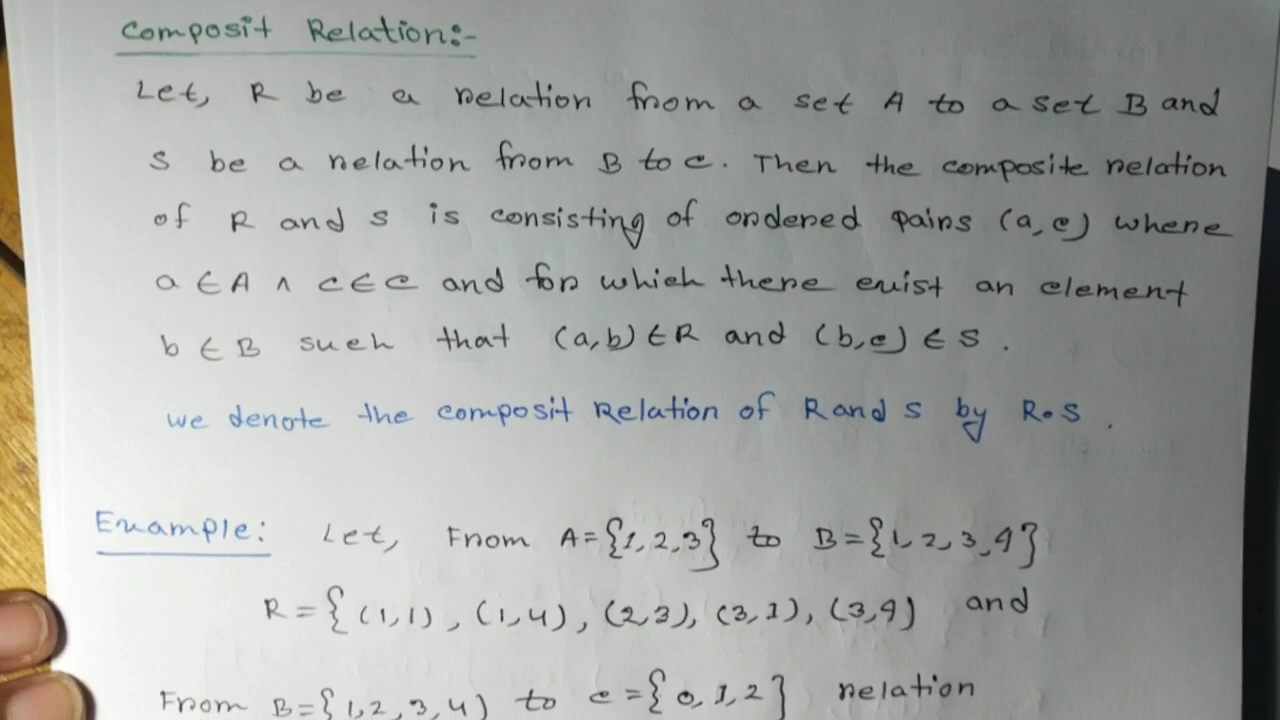 Composit Relation:-
Let, R be a relation from a set A to a set B and
S be a relation from B to C. Then the composite relation
of R and S is consisting of ordered pairs (a,c) where
a ∈ A ∧ c ∈ C and for which there exist an element
b ∈ B such that (a,b) ∈ R and (b,c) ∈ S.
we denote the composit Relation of R and S by R∘S.
Example: Let, From A={1,2,3} to B={1,2,3,4}
R={(1,1), (1,4), (2,3), (3,1), (3,4) and
From B={1,2,3,4) to C={0,1,2} relation